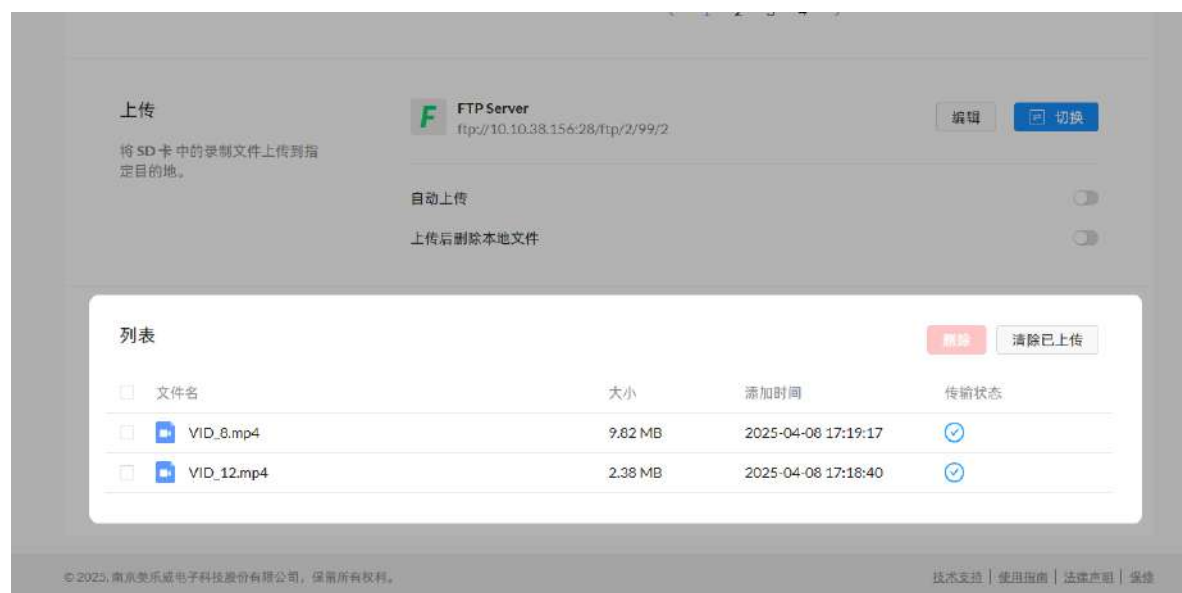 上传
FTP Server
ftp://10.10.38.156:28/ftp/2/99/2
编辑
切换
将 SD 卡 中的录制文件上传到指
定目的地。
自动上传
上传后删除本地文件
列表
删除
清除已上传
文件名 大小 添加时间 传输状态
VID_8.mp4 9.82 MB 2025-04-08 17:19:17
VID_12.mp4 2.38 MB 2025-04-08 17:18:40
© 2025, 南京美乐威电子科技股份有限公司，保留所有权利。
技术支持 | 使用指南 | 法律声明 | 保修